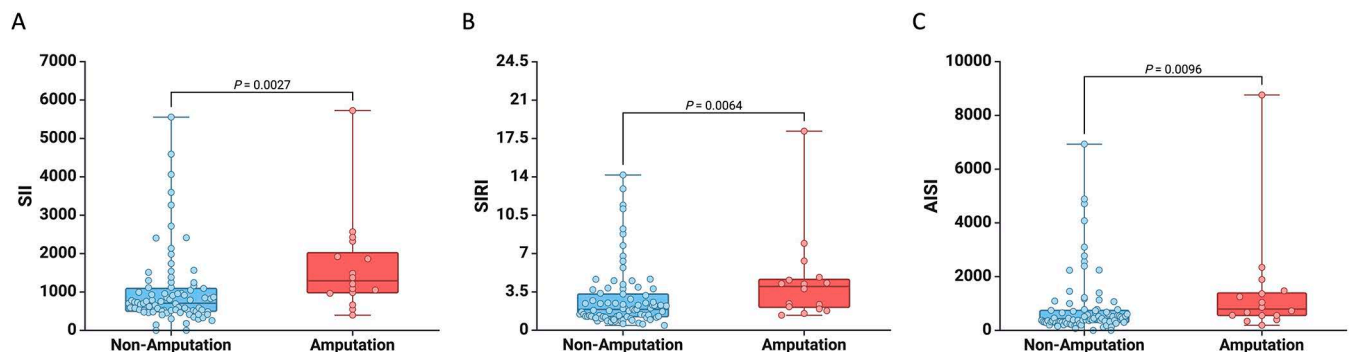 A
SII
7000
6000
5000
4000
3000
2000
1000
0
P = 0.0027
Non-Amputation
Amputation
B
SIRI
24.5
21
17.5
14
10.5
7
3.5
0
P = 0.0064
Non-Amputation
Amputation
C
AISI
10000
8000
6000
4000
2000
0
P = 0.0096
Non-Amputation
Amputation